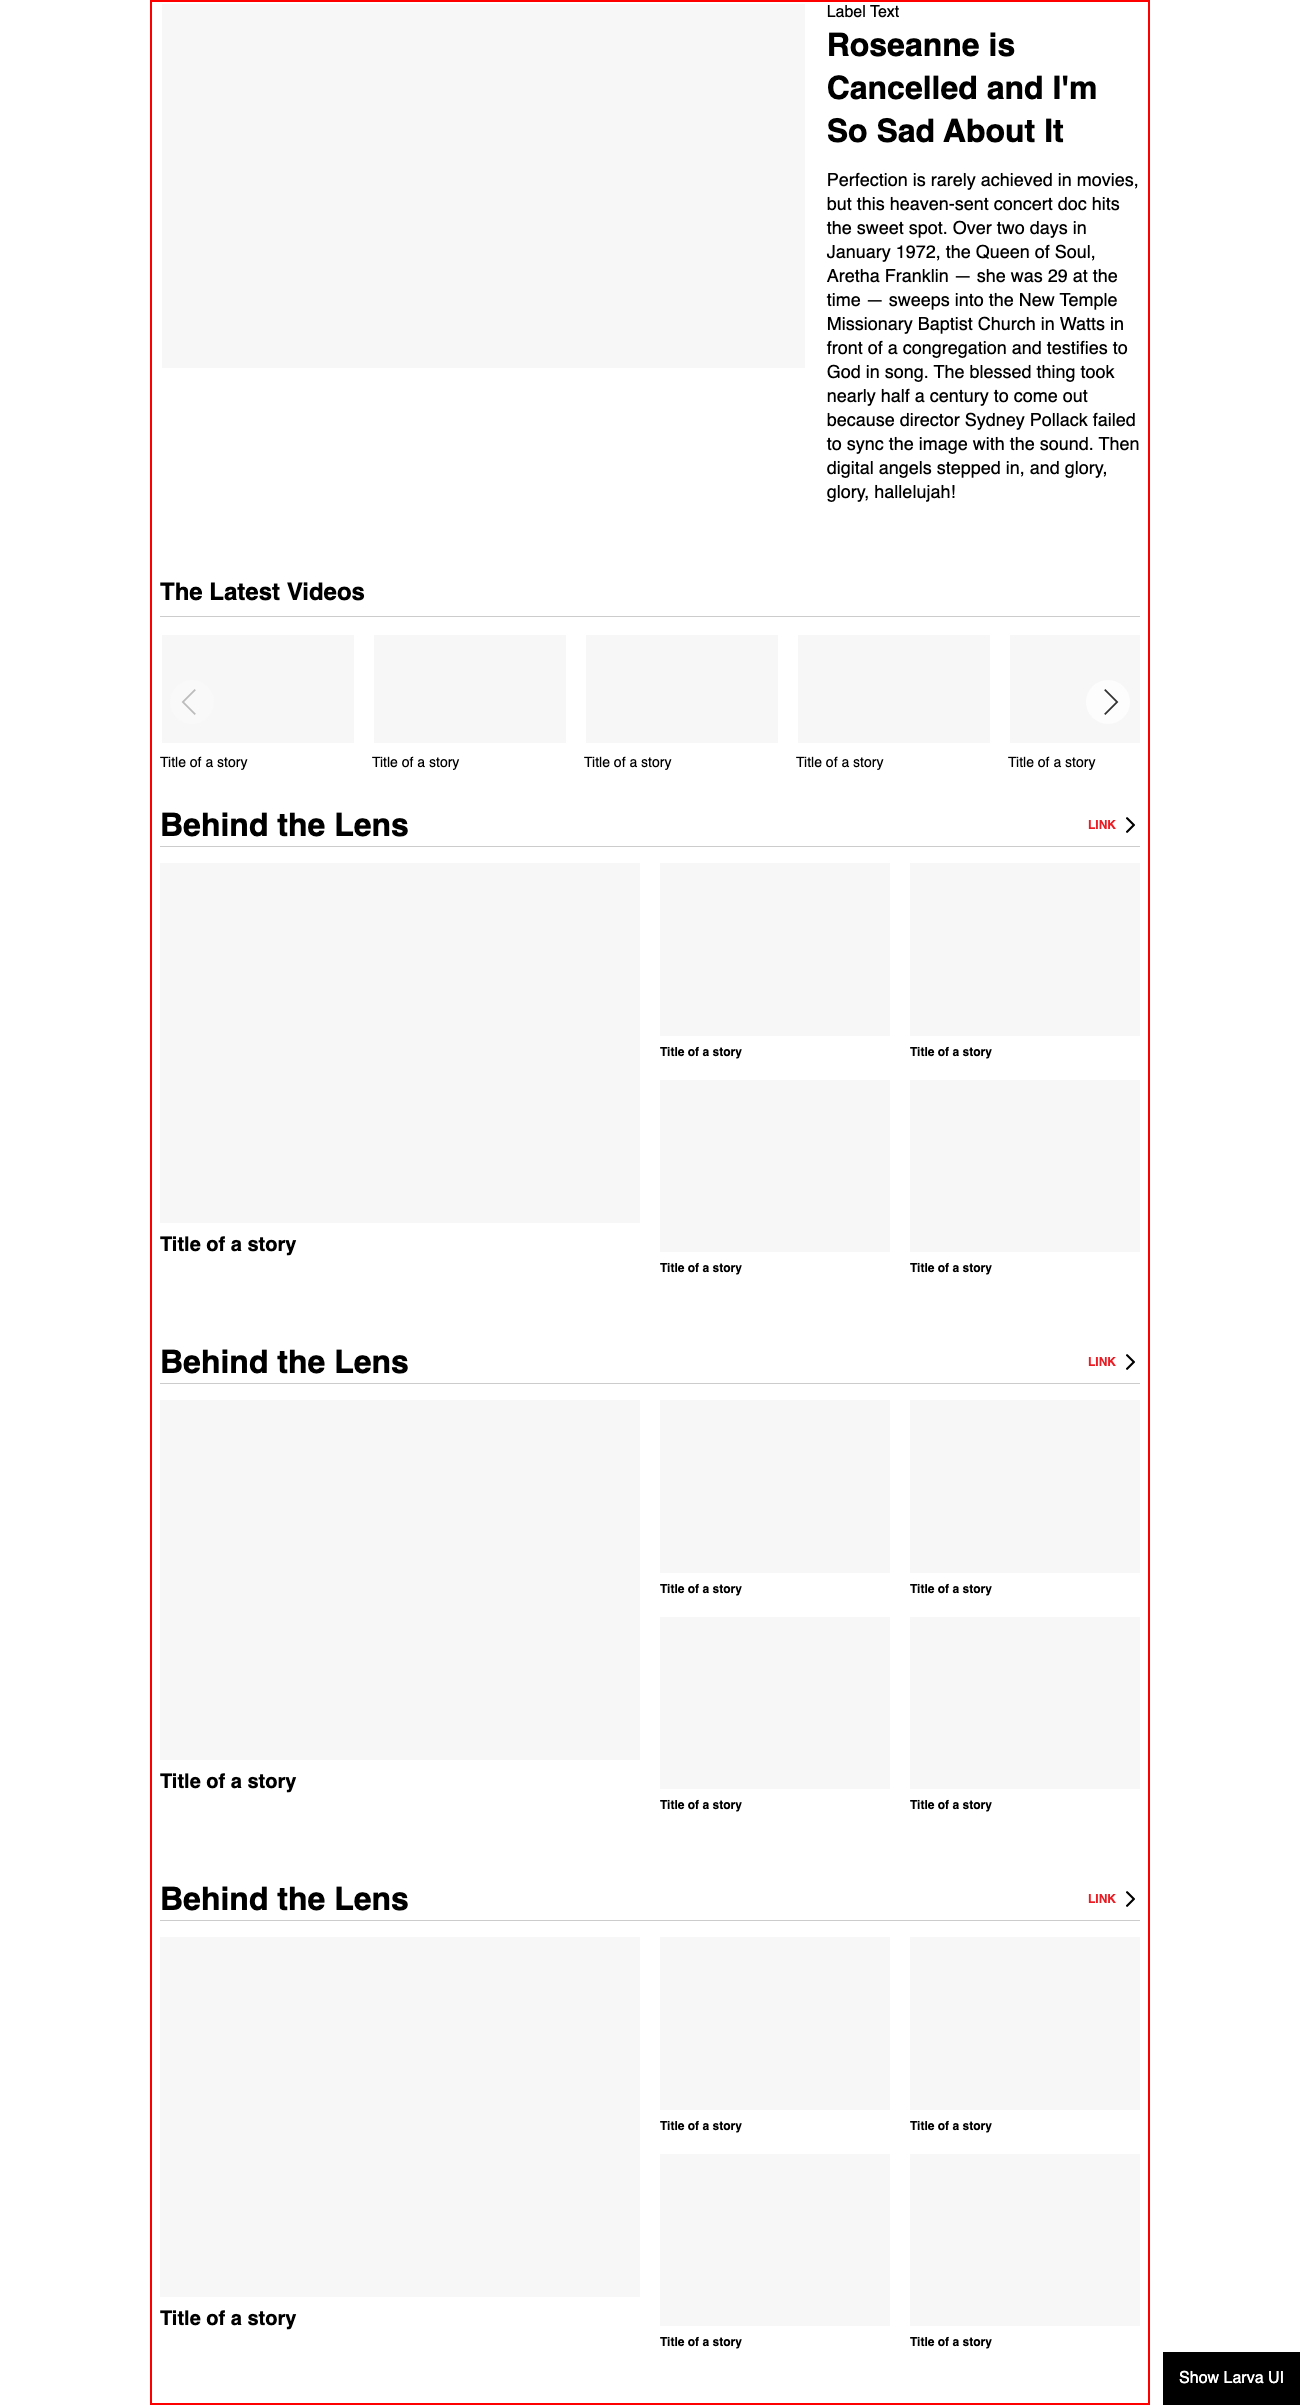 Label Text
Roseanne is
Cancelled and I'm
So Sad About It
Perfection is rarely achieved in movies,
but this heaven-sent concert doc hits
the sweet spot. Over two days in
January 1972, the Queen of Soul,
Aretha Franklin — she was 29 at the
time — sweeps into the New Temple
Missionary Baptist Church in Watts in
front of a congregation and testifies to
God in song. The blessed thing took
nearly half a century to come out
because director Sydney Pollack failed
to sync the image with the sound. Then
digital angels stepped in, and glory,
glory, hallelujah!
The Latest Videos
Title of a story
Title of a story
Title of a story
Title of a story
Title of a story
Behind the Lens
LINK
Title of a story
Title of a story
Title of a story
Title of a story
Title of a story
Behind the Lens
LINK
Title of a story
Title of a story
Title of a story
Title of a story
Title of a story
Behind the Lens
LINK
Title of a story
Title of a story
Title of a story
Title of a story
Title of a story
Show Larva UI